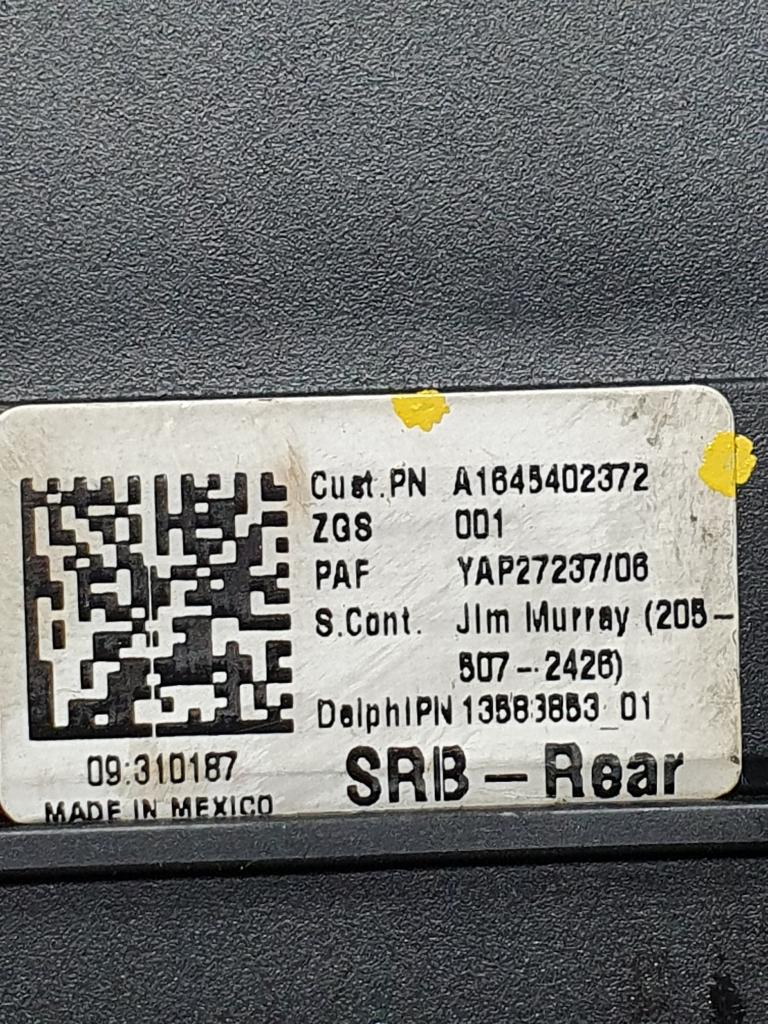 Cust.PN A1645402372
ZGS 001
PAF YAP27237/06
S.Cont. Jim Murray (205-
507-2426)
DelphiPN 13583853_01
09:310187
SRB-Rear
MADE IN MEXICO